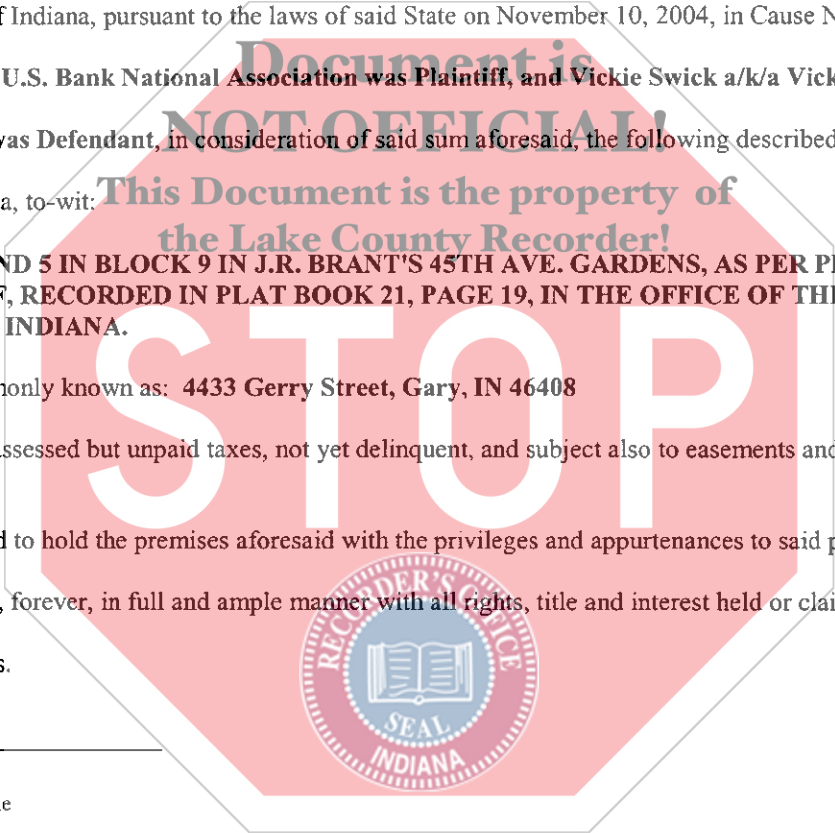 f Indiana, pursuant to the laws of said State on November 10, 2004, in Cause N
Document is
U.S. Bank National Association was Plaintiff, and Vickie Swick a/k/a Vick
NOT OFFICIAL!
was Defendant, in consideration of said sum aforesaid, the following described
This Document is the property of
a, to-wit:
the Lake County Recorder!
ND 5 IN BLOCK 9 IN J.R. BRANT'S 45TH AVE. GARDENS, AS PER PL
F, RECORDED IN PLAT BOOK 21, PAGE 19, IN THE OFFICE OF THE
INDIANA.
STOP
monly known as: 4433 Gerry Street, Gary, IN 46408
assessed but unpaid taxes, not yet delinquent, and subject also to easements and
d to hold the premises aforesaid with the privileges and appurtenances to said p
, forever, in full and ample manner with all rights, title and interest held or clai
s.
RECORDER'S OFFICE
SEAL
INDIANA
e